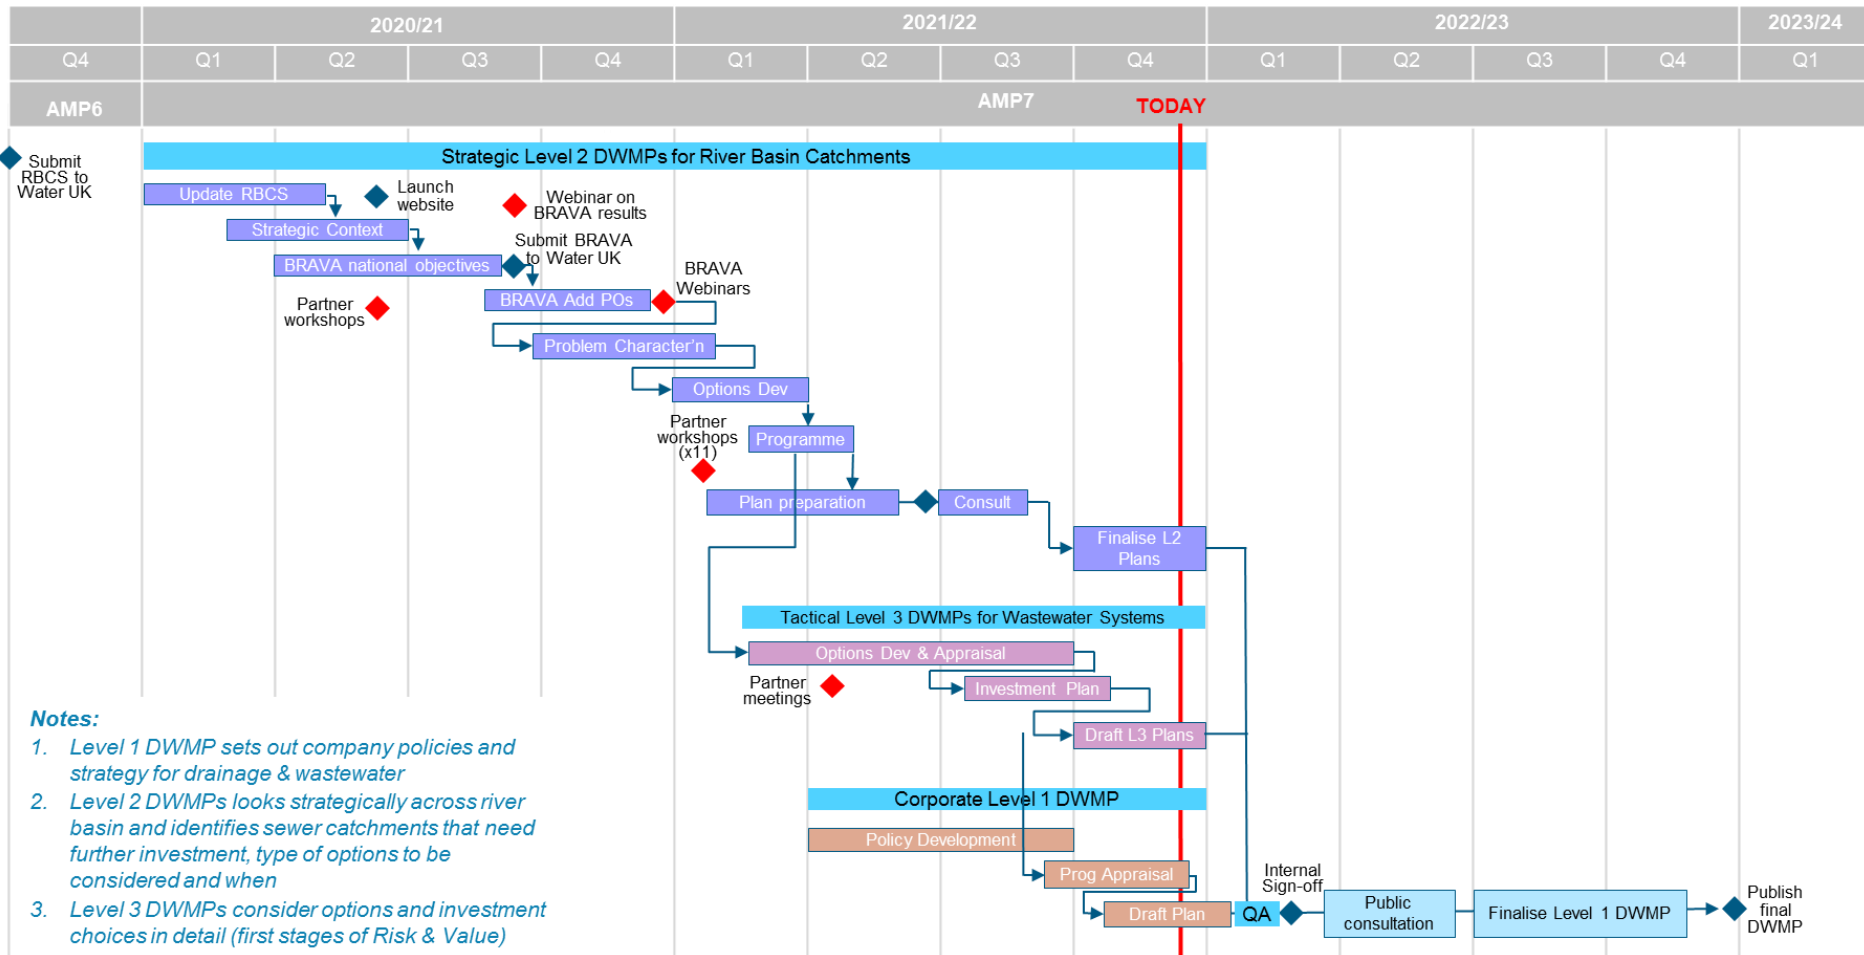 2020/21
2021/22
2022/23
2023/24
Q4
Q1
Q2
Q3
Q4
Q1
Q2
Q3
Q4
Q1
Q2
Q3
Q4
Q1
AMP6
AMP7
TODAY
Submit
RBCS to
Water UK
Strategic Level 2 DWMPs for River Basin Catchments
Update RBCS
Launch
website
Webinar on
BRAVA results
Strategic Context
Submit BRAVA
to Water UK
BRAVA national objectives
BRAVA
Webinars
BRAVA Add POs
Partner
workshops
Problem Character'n
Options Dev
Partner
workshops
(x11)
Programme
Plan preparation
Consult
Finalise L2
Plans
Tactical Level 3 DWMPs for Wastewater Systems
Options Dev & Appraisal
Partner
meetings
Investment Plan
Draft L3 Plans
Corporate Level 1 DWMP
Policy Development
Prog Appraisal
Draft Plan
QA
Internal
Sign-off
Public
consultation
Finalise Level 1 DWMP
Publish
final
DWMP
Notes:
1. Level 1 DWMP sets out company policies and
strategy for drainage & wastewater
2. Level 2 DWMPs looks strategically across river
basin and identifies sewer catchments that need
further investment, type of options to be
considered and when
3. Level 3 DWMPs consider options and investment
choices in detail (first stages of Risk & Value)